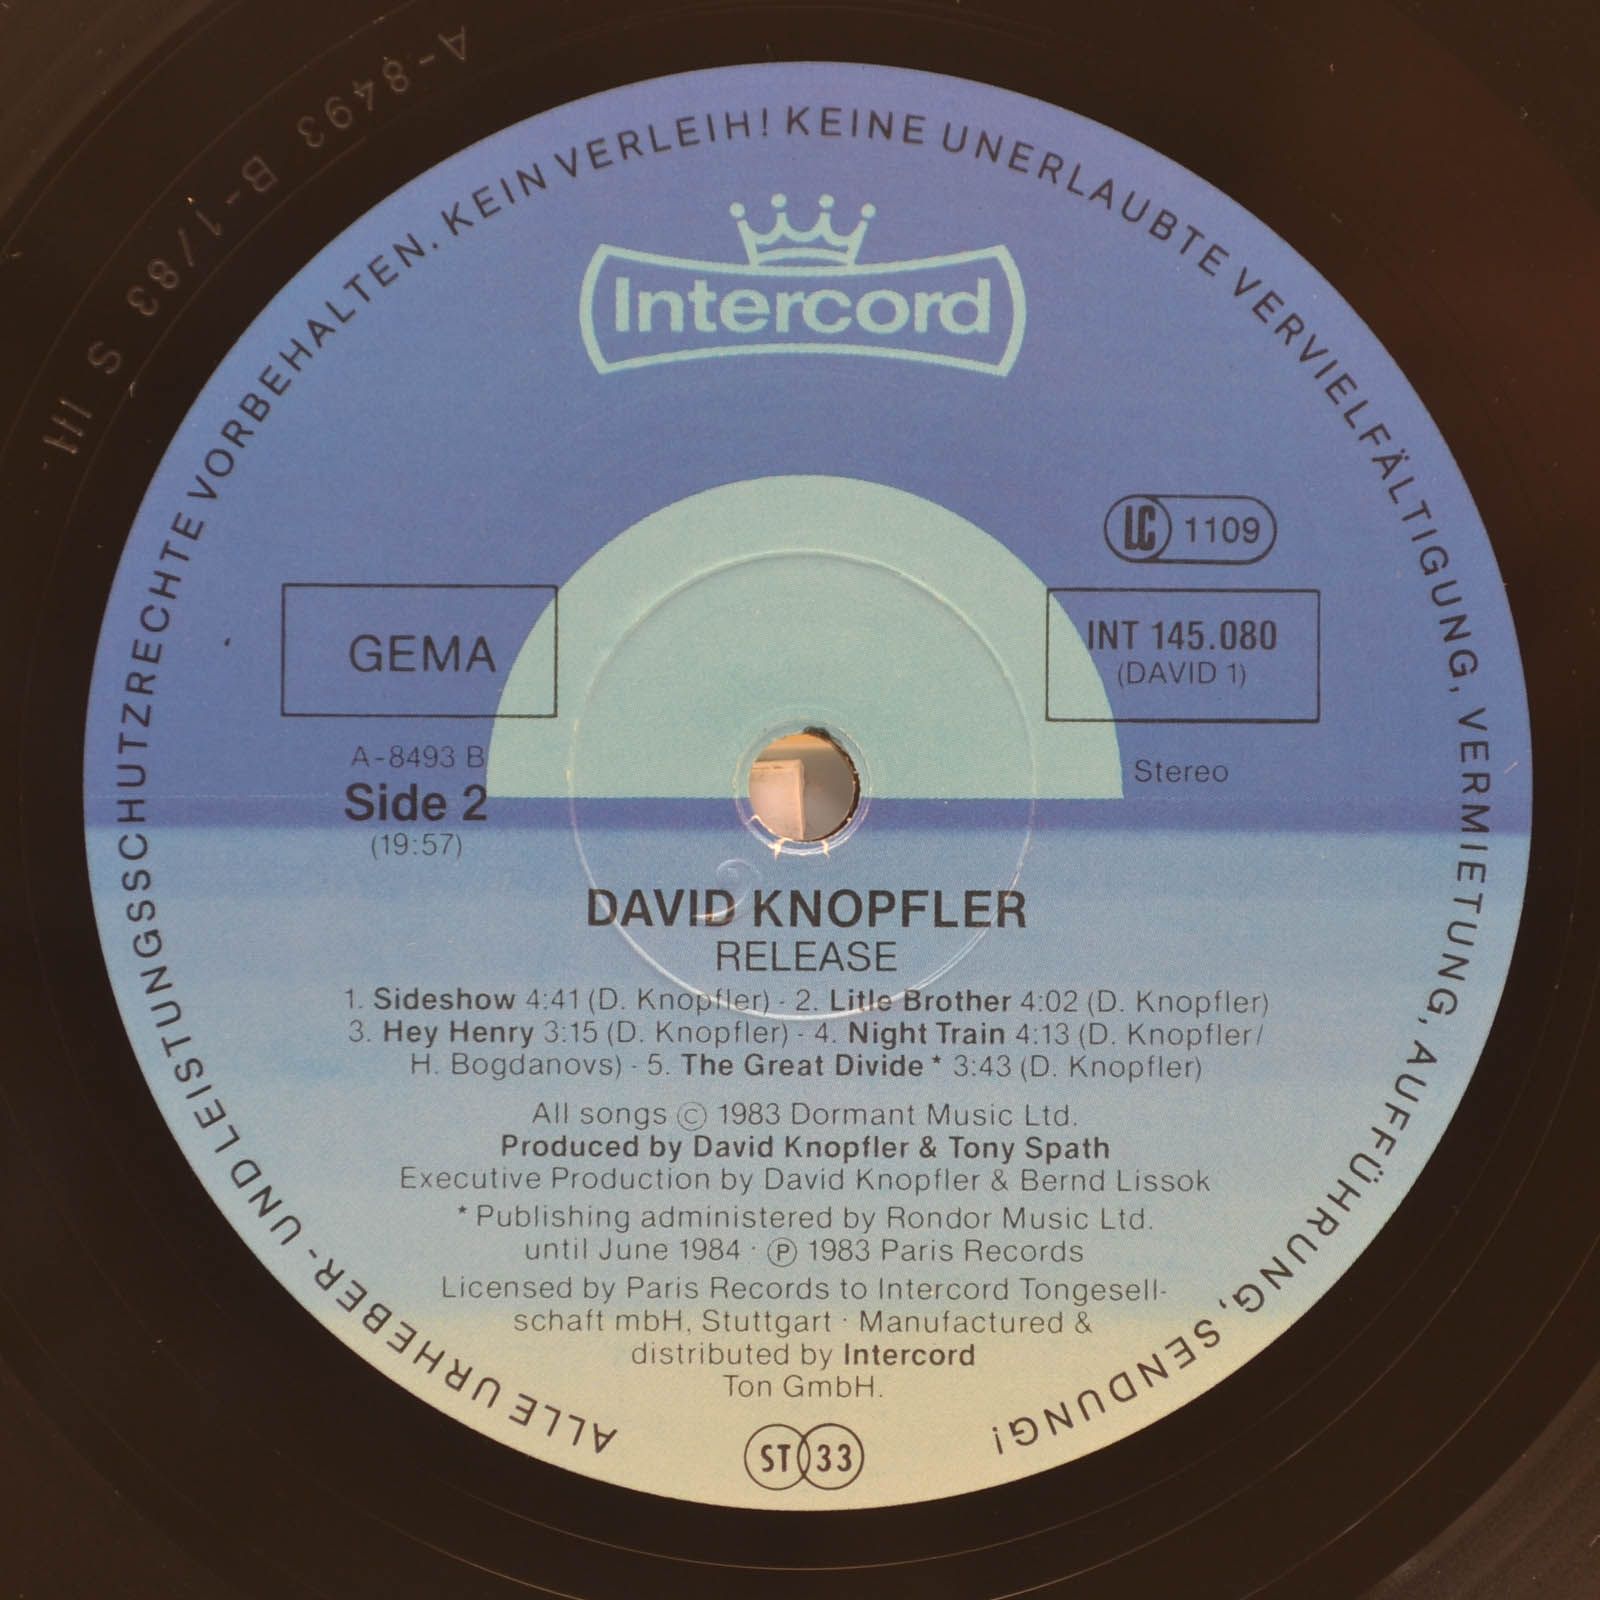 A-8493 B-1/83 S III
ALLE URHEBER- UND LEISTUNGSSCHUTZRECHTE VORBEHALTEN. KEIN VERLEIH! KEINE UNERLAUBTE VERVIELFÄLTIGUNG, VERMIETUNG, AUFFÜHRUNG, SENDUNG!
Intercord
LC 1109
GEMA
INT 145.080
(DAVID 1)
A-8493 B
Side 2
(19:57)
Stereo
DAVID KNOPFLER
RELEASE
1. Sideshow 4:41 (D. Knopfler) · 2. Litle Brother 4:02 (D. Knopfler)
3. Hey Henry 3:15 (D. Knopfler) · 4. Night Train 4:13 (D. Knopfler/
H. Bogdanovs) · 5. The Great Divide * 3:43 (D. Knopfler)
All songs © 1983 Dormant Music Ltd.
Produced by David Knopfler & Tony Spath
Executive Production by David Knopfler & Bernd Lissok
* Publishing administered by Rondor Music Ltd.
until June 1984 · ℗ 1983 Paris Records
Licensed by Paris Records to Intercord Tongesell-
schaft mbH, Stuttgart · Manufactured &
distributed by Intercord
Ton GmbH.
ST 33